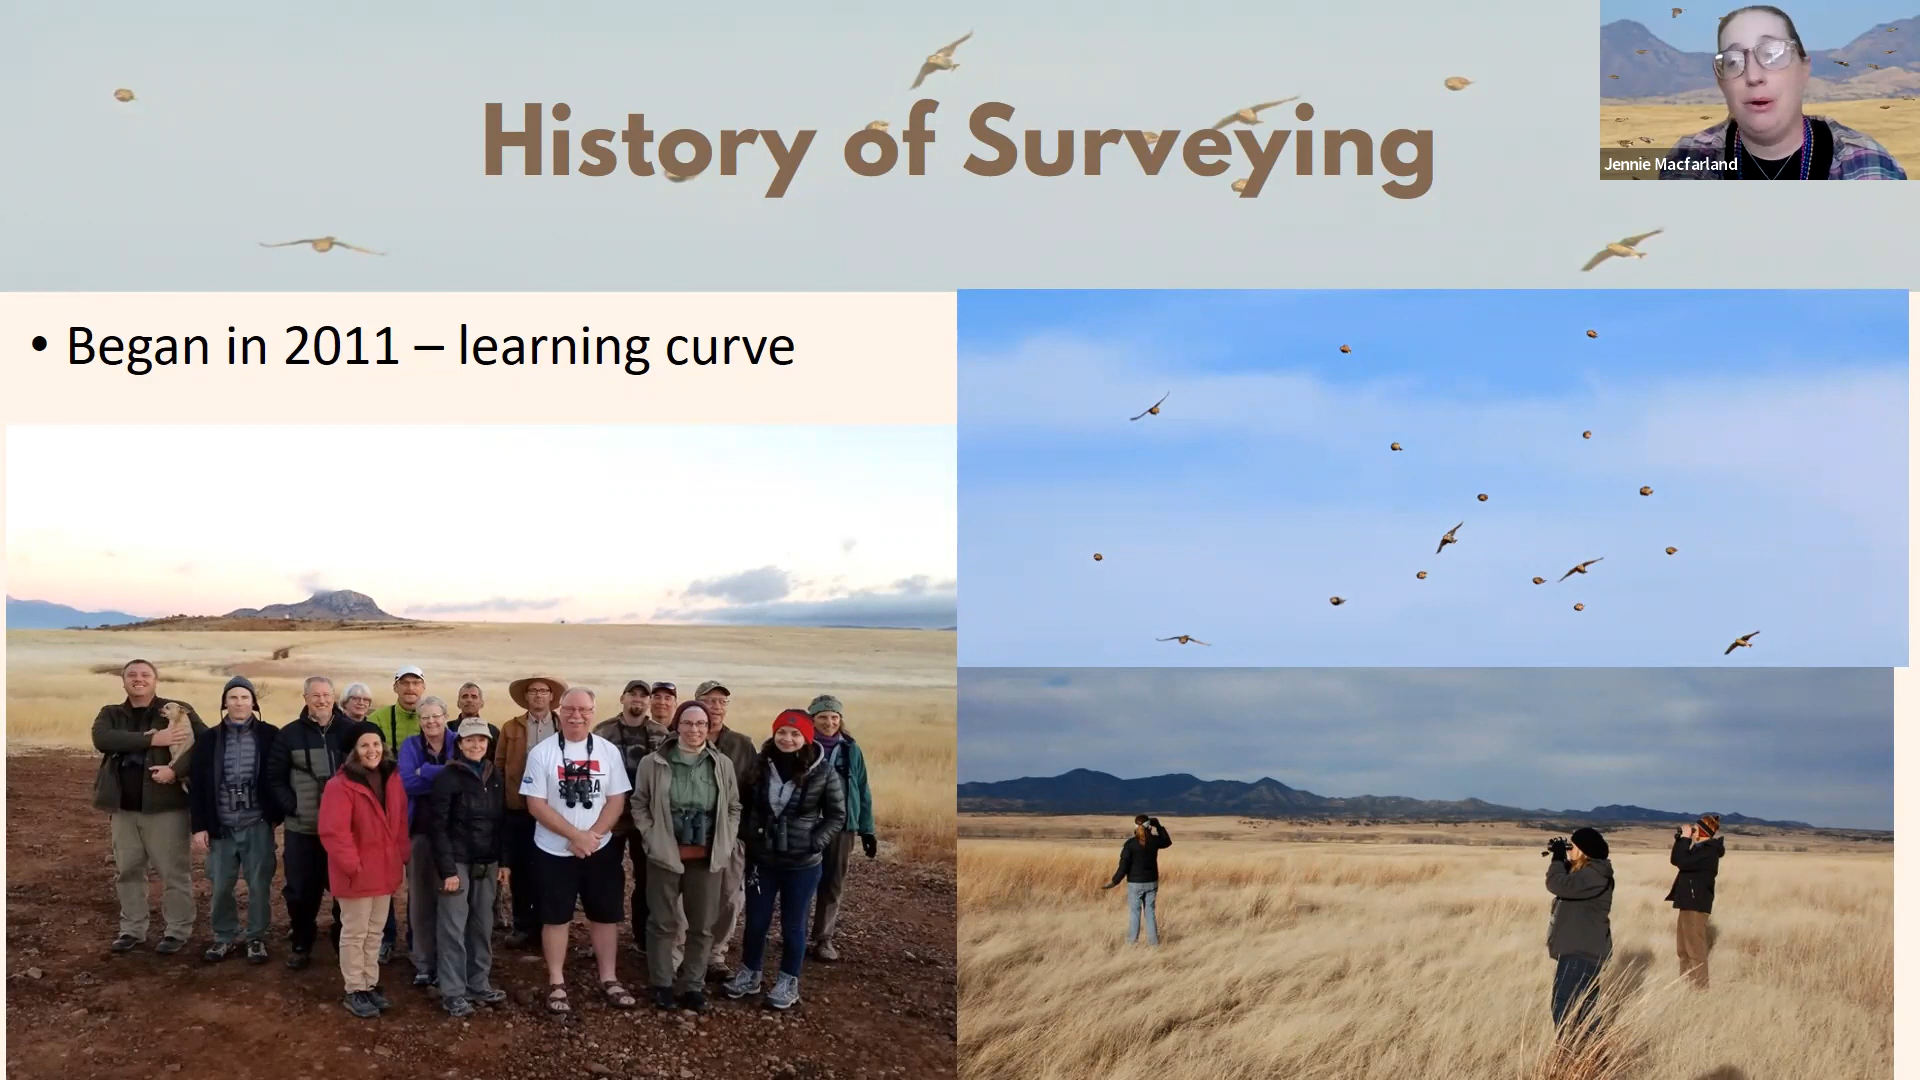 History of Surveying
Jennie Macfarland
• Began in 2011 – learning curve